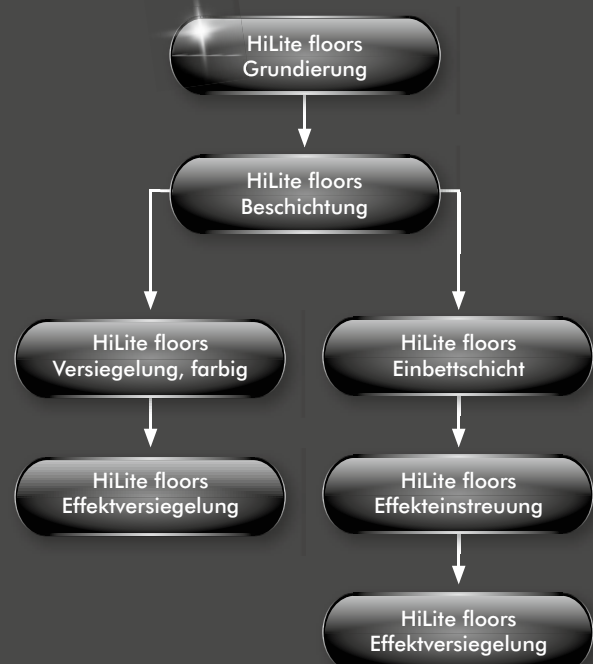 HiLite floors
Grundierung
HiLite floors
Beschichtung
HiLite floors
Versiegelung, farbig
HiLite floors
Effektversiegelung
HiLite floors
Einbettschicht
HiLite floors
Effekteinstreuung
HiLite floors
Effektversiegelung